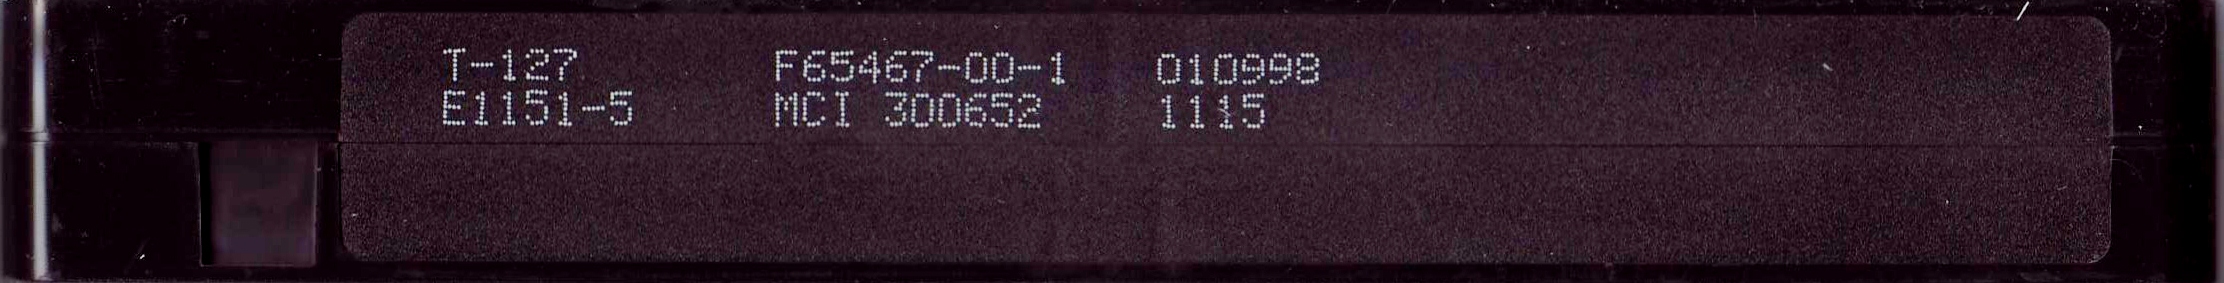 T-127 F65467-00-1 010998
E1151-5 MCI 300652 1115